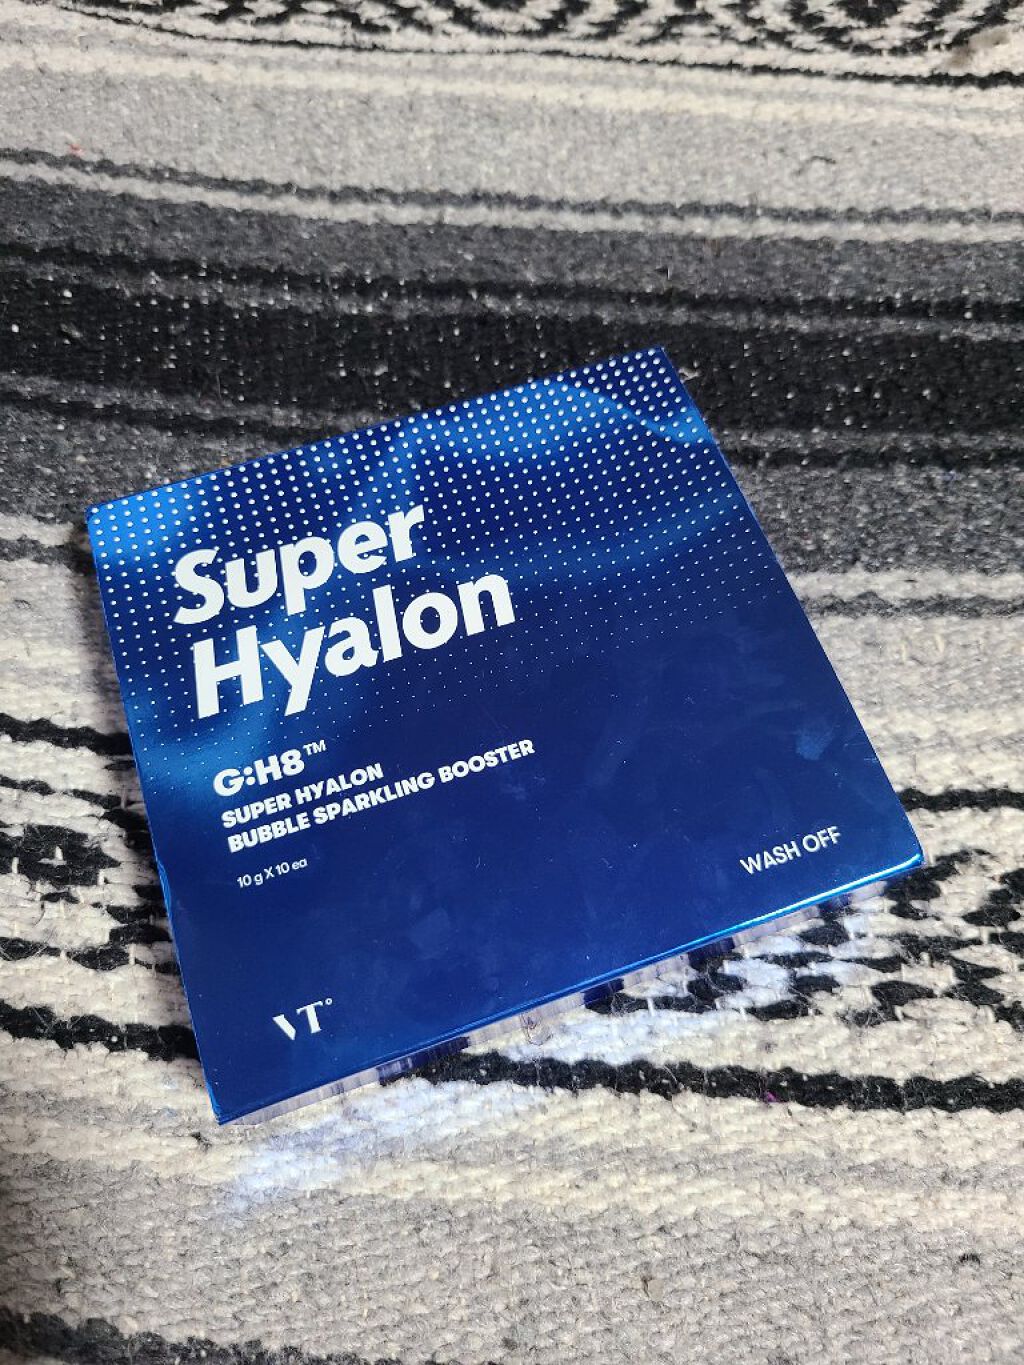 Super
Hyalon
G:H8™
SUPER HYALON
BUBBLE SPARKLING BOOSTER
10 g X 10 ea
WASH OFF
VT°